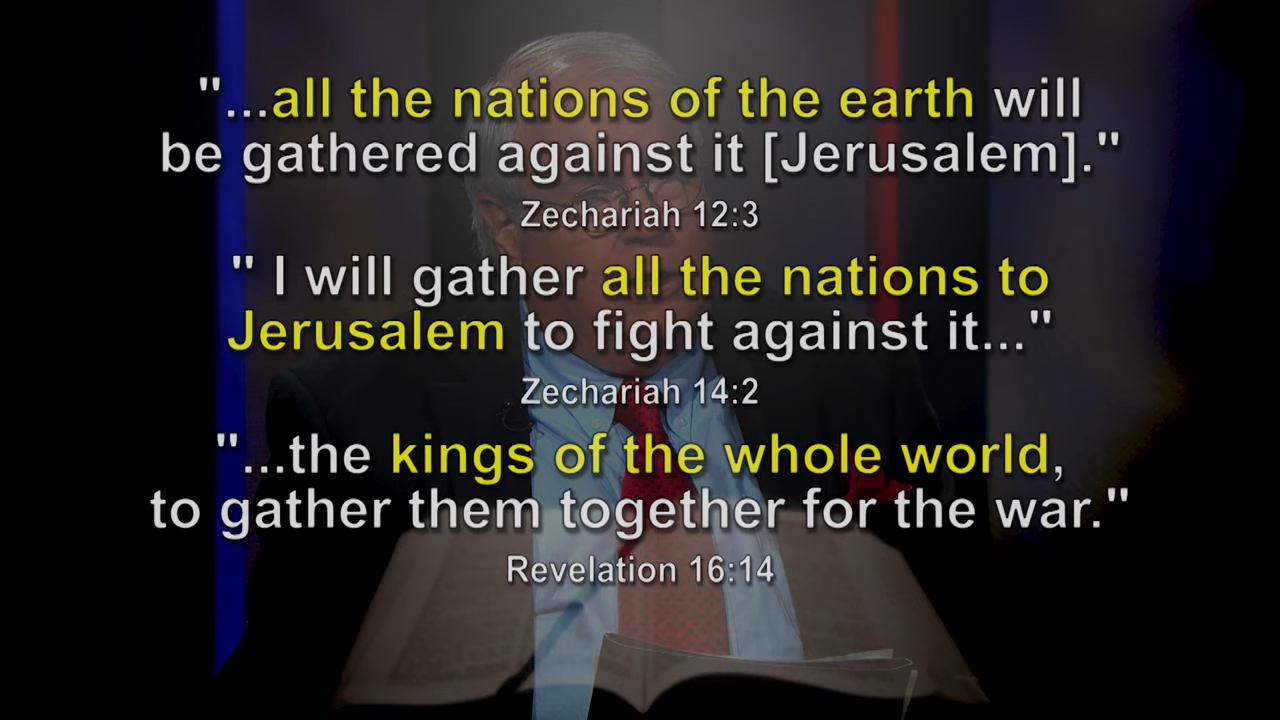 "...all the nations of the earth will
be gathered against it [Jerusalem]."
Zechariah 12:3
" I will gather all the nations to
Jerusalem to fight against it..."
Zechariah 14:2
"...the kings of the whole world,
to gather them together for the war."
Revelation 16:14